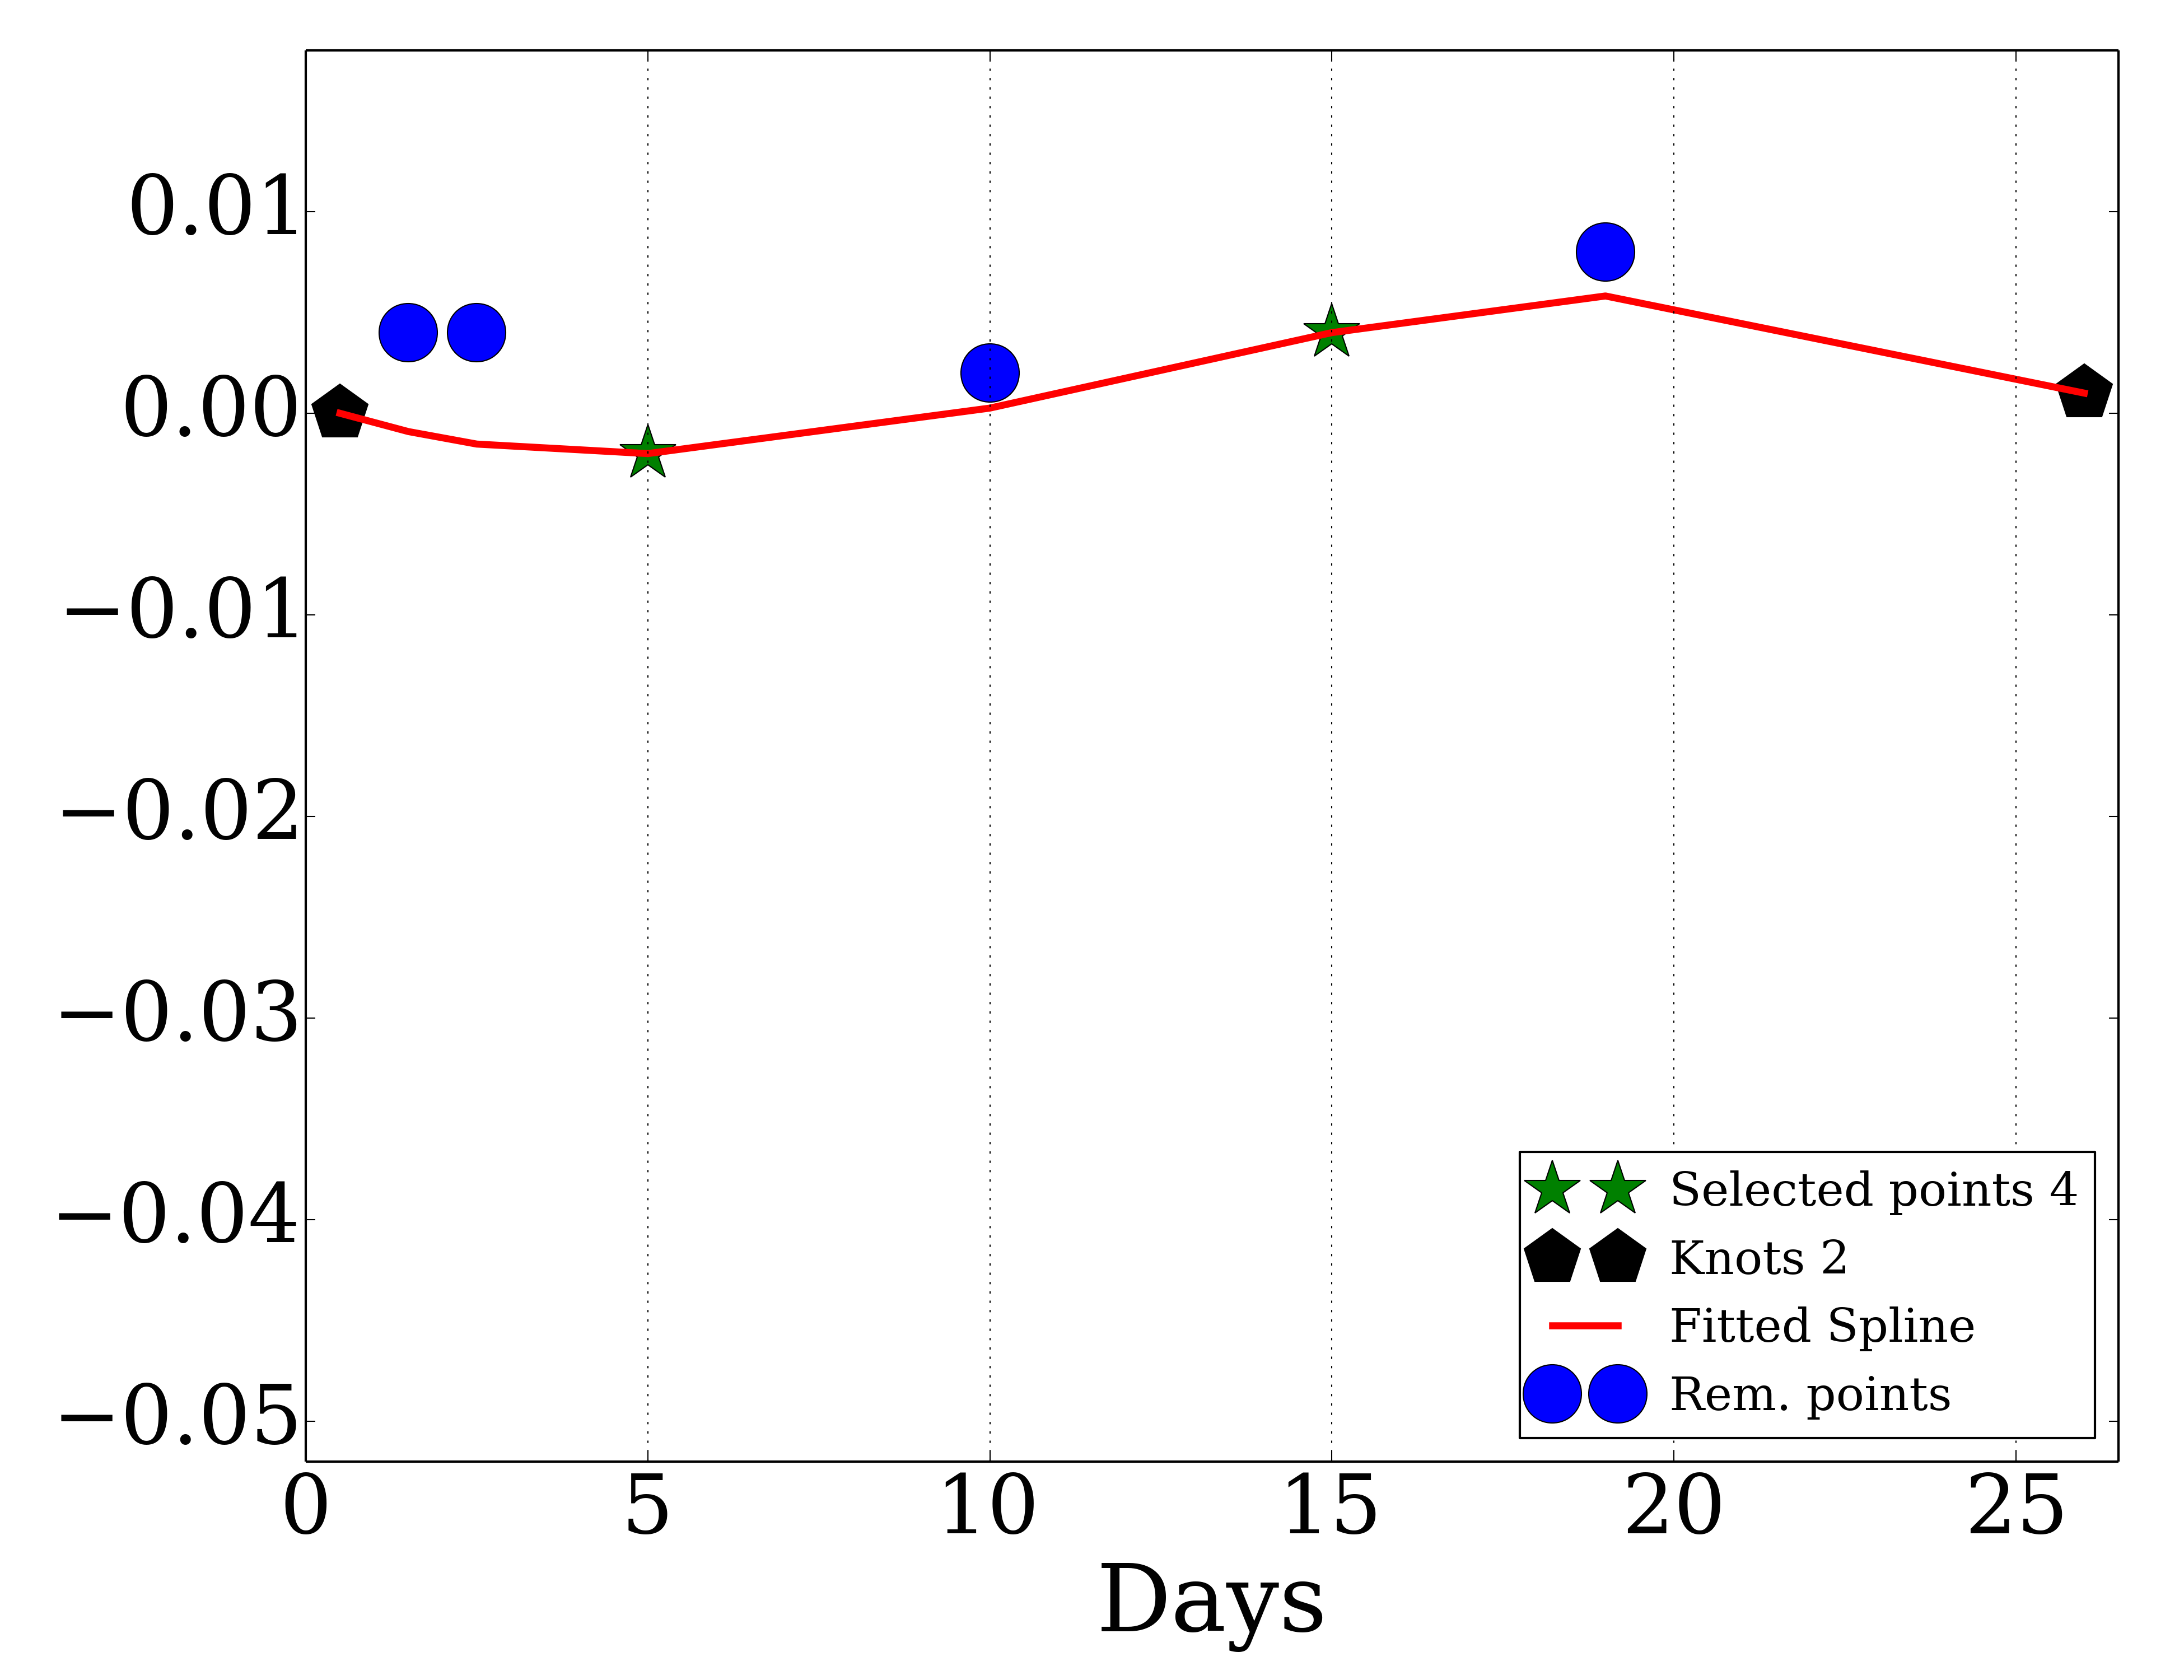 0.01
0.00
−0.01
−0.02
−0.03
−0.04
−0.05
Selected points 4
Knots 2
Fitted Spline
Rem. points
0 5 10 15 20 25
Days